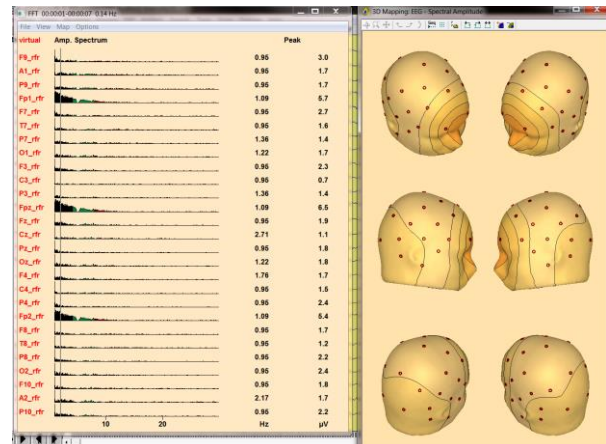 FFT 00:00:01-00:00:07 0.14 Hz
File View Map Options
virtual Amp. Spectrum Peak
F9_rfr 0.95 3.0
A1_rfr 0.95 1.7
P9_rfr 0.95 1.7
Fp1_rfr 1.09 5.7
F7_rfr 0.95 2.7
T7_rfr 0.95 1.6
P7_rfr 1.36 1.4
O1_rfr 1.22 1.7
F3_rfr 0.95 2.3
C3_rfr 0.95 0.7
P3_rfr 1.36 1.4
Fpz_rfr 1.09 6.5
Fz_rfr 0.95 1.9
Cz_rfr 2.71 1.1
Pz_rfr 0.95 1.8
Oz_rfr 1.22 1.8
F4_rfr 1.76 1.7
C4_rfr 0.95 1.5
P4_rfr 0.95 2.4
Fp2_rfr 1.09 5.4
F8_rfr 0.95 1.7
T8_rfr 0.95 1.2
P8_rfr 0.95 2.2
O2_rfr 0.95 2.4
F10_rfr 0.95 1.8
A2_rfr 2.17 1.7
P10_rfr 0.95 2.2
10 20 Hz µV
3D Mapping: EEG - Spectral Amplitude